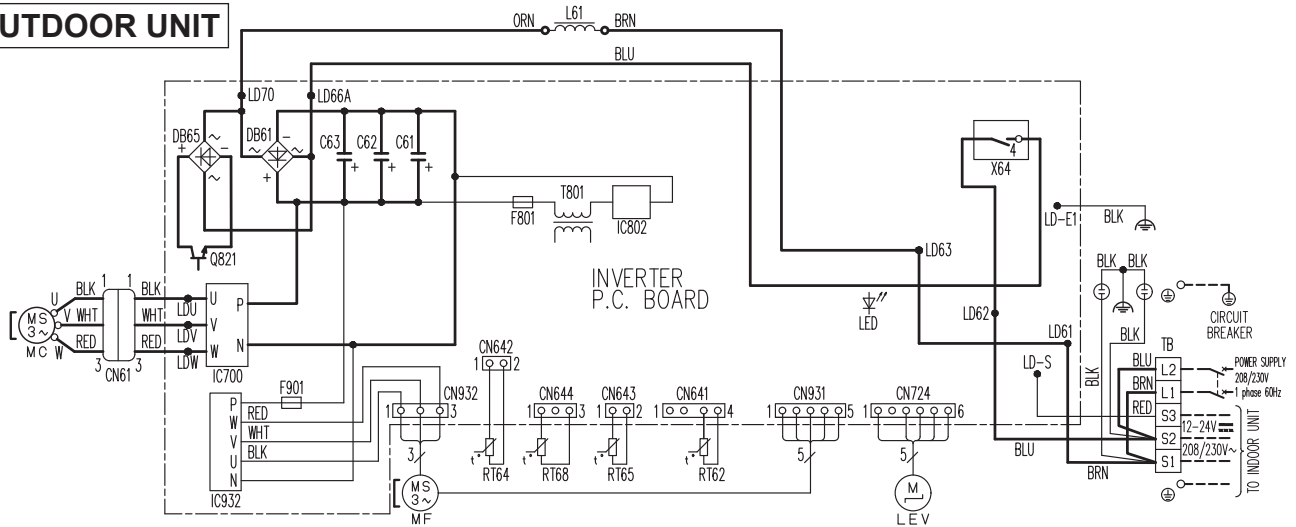 UTDOOR UNIT
ORN L61 BRN
BLU
LD70 LD66A
DB65 ~ - DB61 - C63 C62 C61
+ - ~ ~ + + +
~ +
X64
4
T801
F801 IC802
LD-E1 BLK
Q821
LD63
INVERTER
P.C. BOARD
LED
LD62
LD61
BLK BLK
CIRCUIT
BREAKER
U BLK 1 1 BLK LDU U P
MS 3~ V WHT WHT LDV V
MC W RED 3 3 RED LDW W N
CN61 IC700
BLK
BLK
TB
BLU L2 POWER SUPPLY
208/230V
BRN L1 1 phase 60Hz
LD-S
RED S3 12-24V
S2 208/230V~
S1
TO INDOOR UNIT
BLU
BRN
CN642
1 2
P F901
W RED
V WHT
U BLK
N
IC932
CN932 CN644 CN643 CN641 CN931 CN724
1 3 1 3 1 2 1 4 1 5 1 6
3 5 5
t° RT64 t° RT68 t° RT65 t° RT62
MS 3~ M
MF LEV